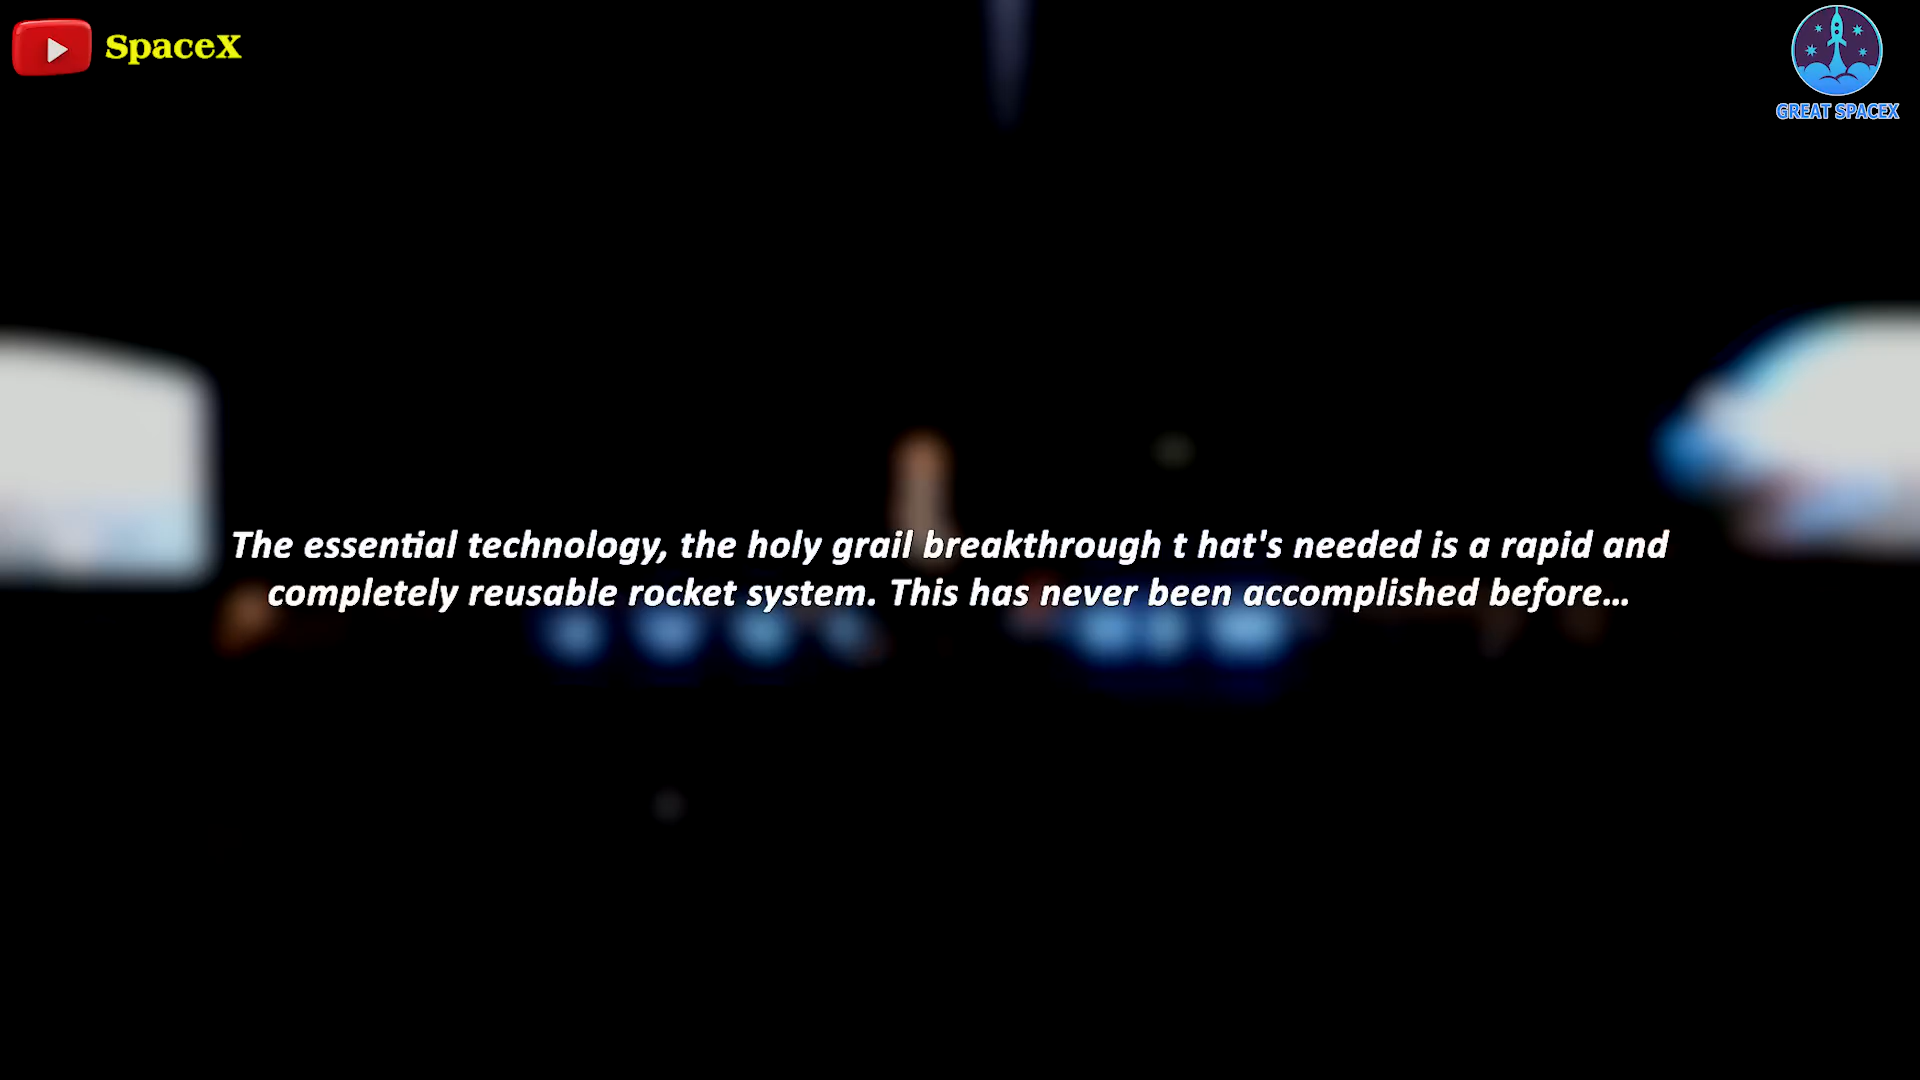 SpaceX
GREAT SPACEX
The essential technology, the holy grail breakthrough t hat's needed is a rapid and
completely reusable rocket system. This has never been accomplished before...